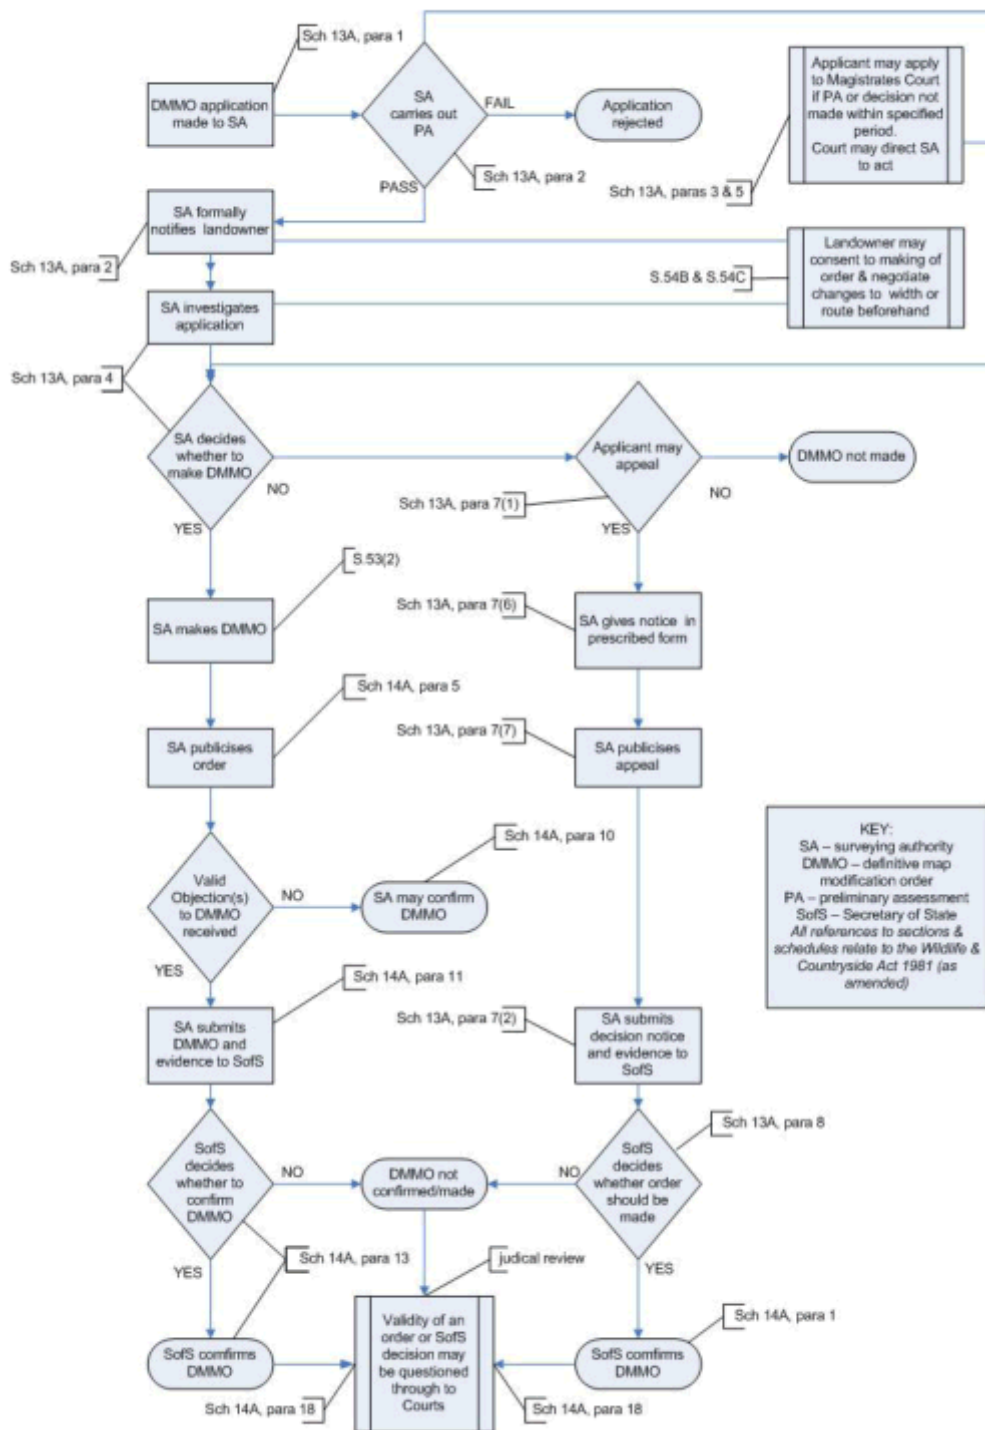 Sch 13A, para 1
DMMO application
made to SA
SA
carries out
PA
FAIL
Application
rejected
Applicant may apply
to Magistrates Court
if PA or decision not
made within specified
period.
Court may direct SA
to act
Sch 13A, para 2
PASS
Sch 13A, paras 3 & 5
SA formally
notifies landowner
Sch 13A, para 2
Landowner may
consent to making of
order & negotiate
changes to width or
route beforehand
S.54B & S.54C
SA investigates
application
Sch 13A, para 4
SA decides
whether to
make DMMO
NO
YES
Applicant may
appeal
DMMO not made
NO
Sch 13A, para 7(1)
YES
S.53(2)
SA makes DMMO
Sch 13A, para 7(6)
SA gives notice in
prescribed form
Sch 14A, para 5
SA publicises
order
Sch 13A, para 7(7)
SA publicises
appeal
KEY:
SA – surveying authority
DMMO – definitive map
modification order
PA – preliminary assessment
SofS – Secretary of State
All references to sections &
schedules relate to the Wildlife &
Countryside Act 1981 (as
amended)
Sch 14A, para 10
Valid
Objection(s)
to DMMO
received
NO
SA may confirm
DMMO
YES
Sch 14A, para 11
SA submits
DMMO and
evidence to SofS
Sch 13A, para 7(2)
SA submits
decision notice
and evidence to
SofS
Sch 13A, para 8
SofS
decides
whether to
confirm
DMMO
NO
DMMO not
confirmed/made
NO
SofS
decides
whether order
should be
made
YES
Sch 14A, para 13
judical review
YES
Sch 14A, para 1
SofS comfirms
DMMO
Validity of an
order or SofS
decision may
be questioned
through to
Courts
SofS comfirms
DMMO
Sch 14A, para 18
Sch 14A, para 18